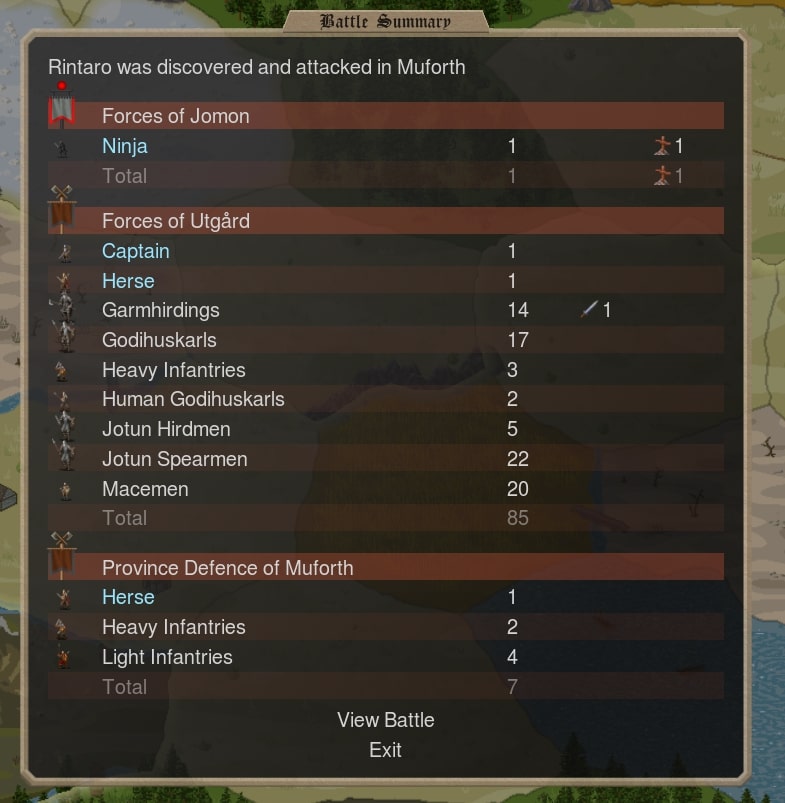 Battle Summary
Rintaro was discovered and attacked in Muforth
Forces of Jomon
Ninja 1 1
Total 1 1
Forces of Utgård
Captain 1
Herse 1
Garmhirdings 14 1
Godihuskarls 17
Heavy Infantries 3
Human Godihuskarls 2
Jotun Hirdmen 5
Jotun Spearmen 22
Macemen 20
Total 85
Province Defence of Muforth
Herse 1
Heavy Infantries 2
Light Infantries 4
Total 7
View Battle
Exit